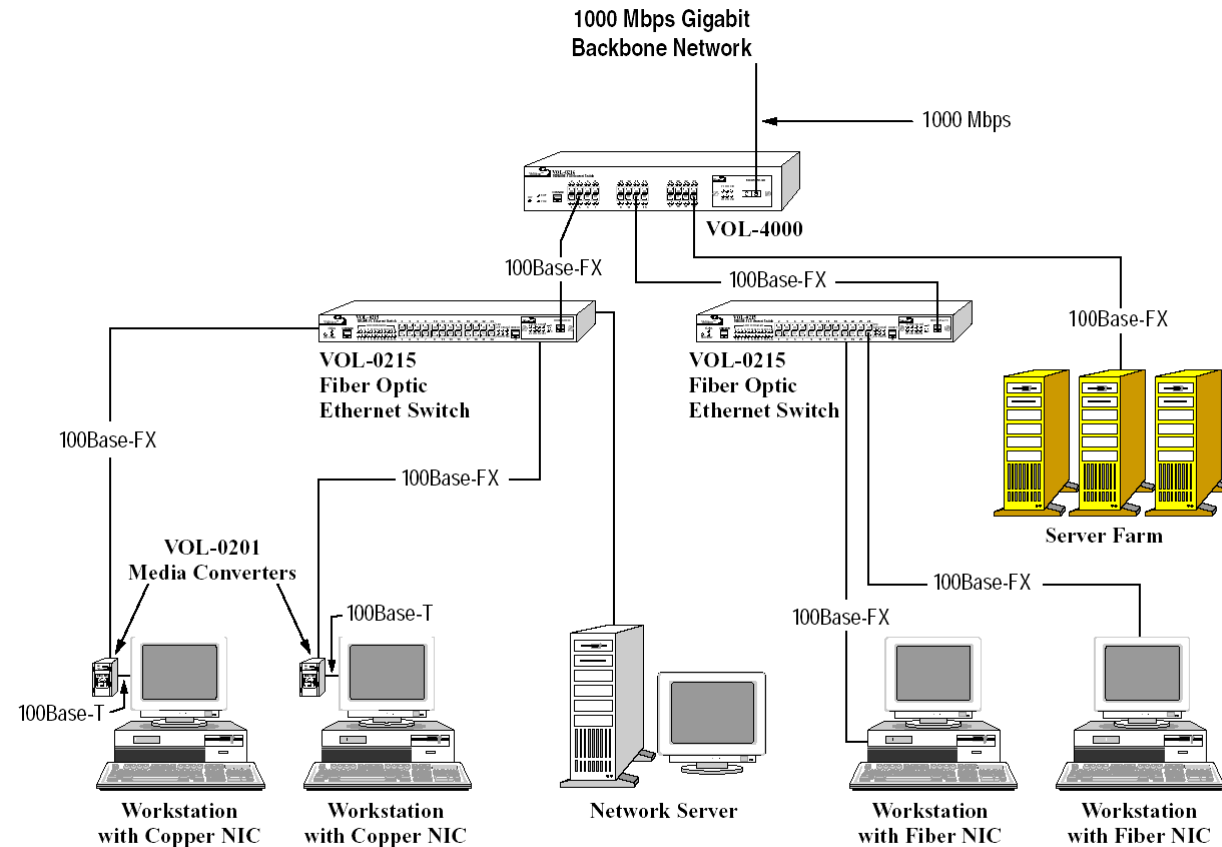 1000 Mbps Gigabit
Backbone Network
1000 Mbps
VOL-4000
100Base-FX
100Base-FX
100Base-FX
VOL-0215
Fiber Optic
Ethernet Switch
VOL-0215
Fiber Optic
Ethernet Switch
100Base-FX
100Base-FX
Server Farm
VOL-0201
Media Converters
100Base-FX
100Base-T
100Base-FX
100Base-T
Workstation
with Copper NIC
Workstation
with Copper NIC
Network Server
Workstation
with Fiber NIC
Workstation
with Fiber NIC